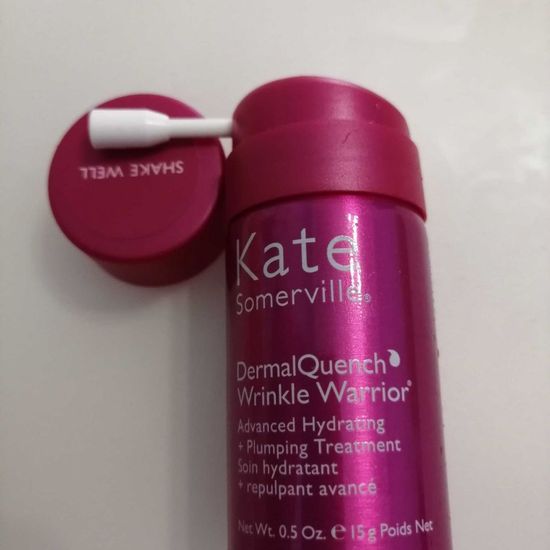 SHAKE WELL
Kate
Somerville®
DermalQuench
Wrinkle Warrior®
Advanced Hydrating
+ Plumping Treatment
Soin hydratant
+ repulpant avancé
Net Wt. 0.5 Oz. ℮ 15 g Poids Net